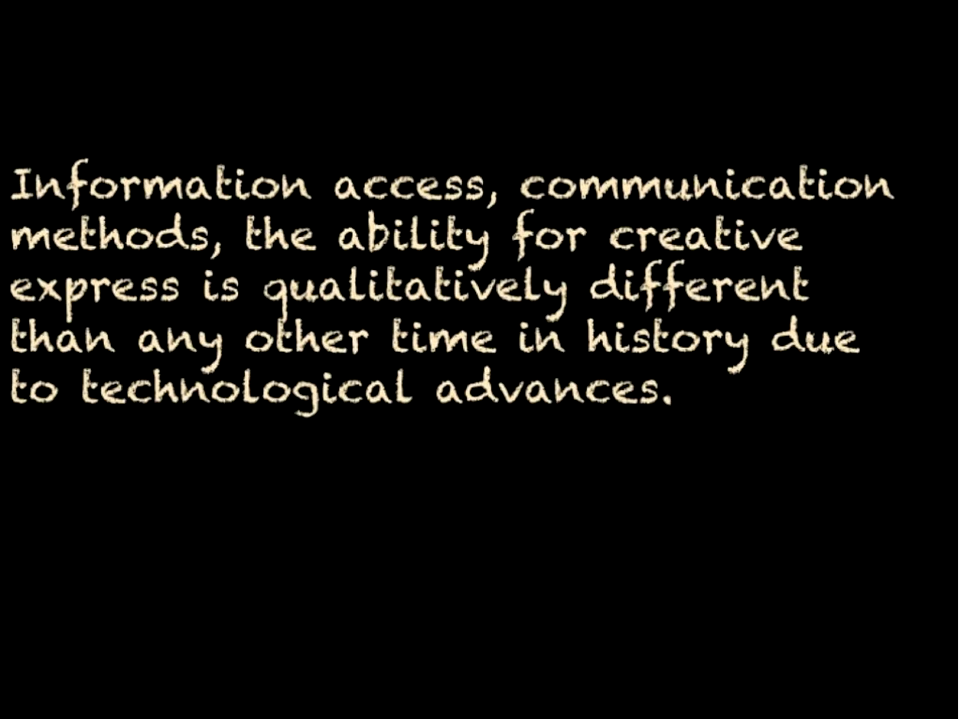 Information access, communication
methods, the ability for creative
express is qualitatively different
than any other time in history due
to technological advances.